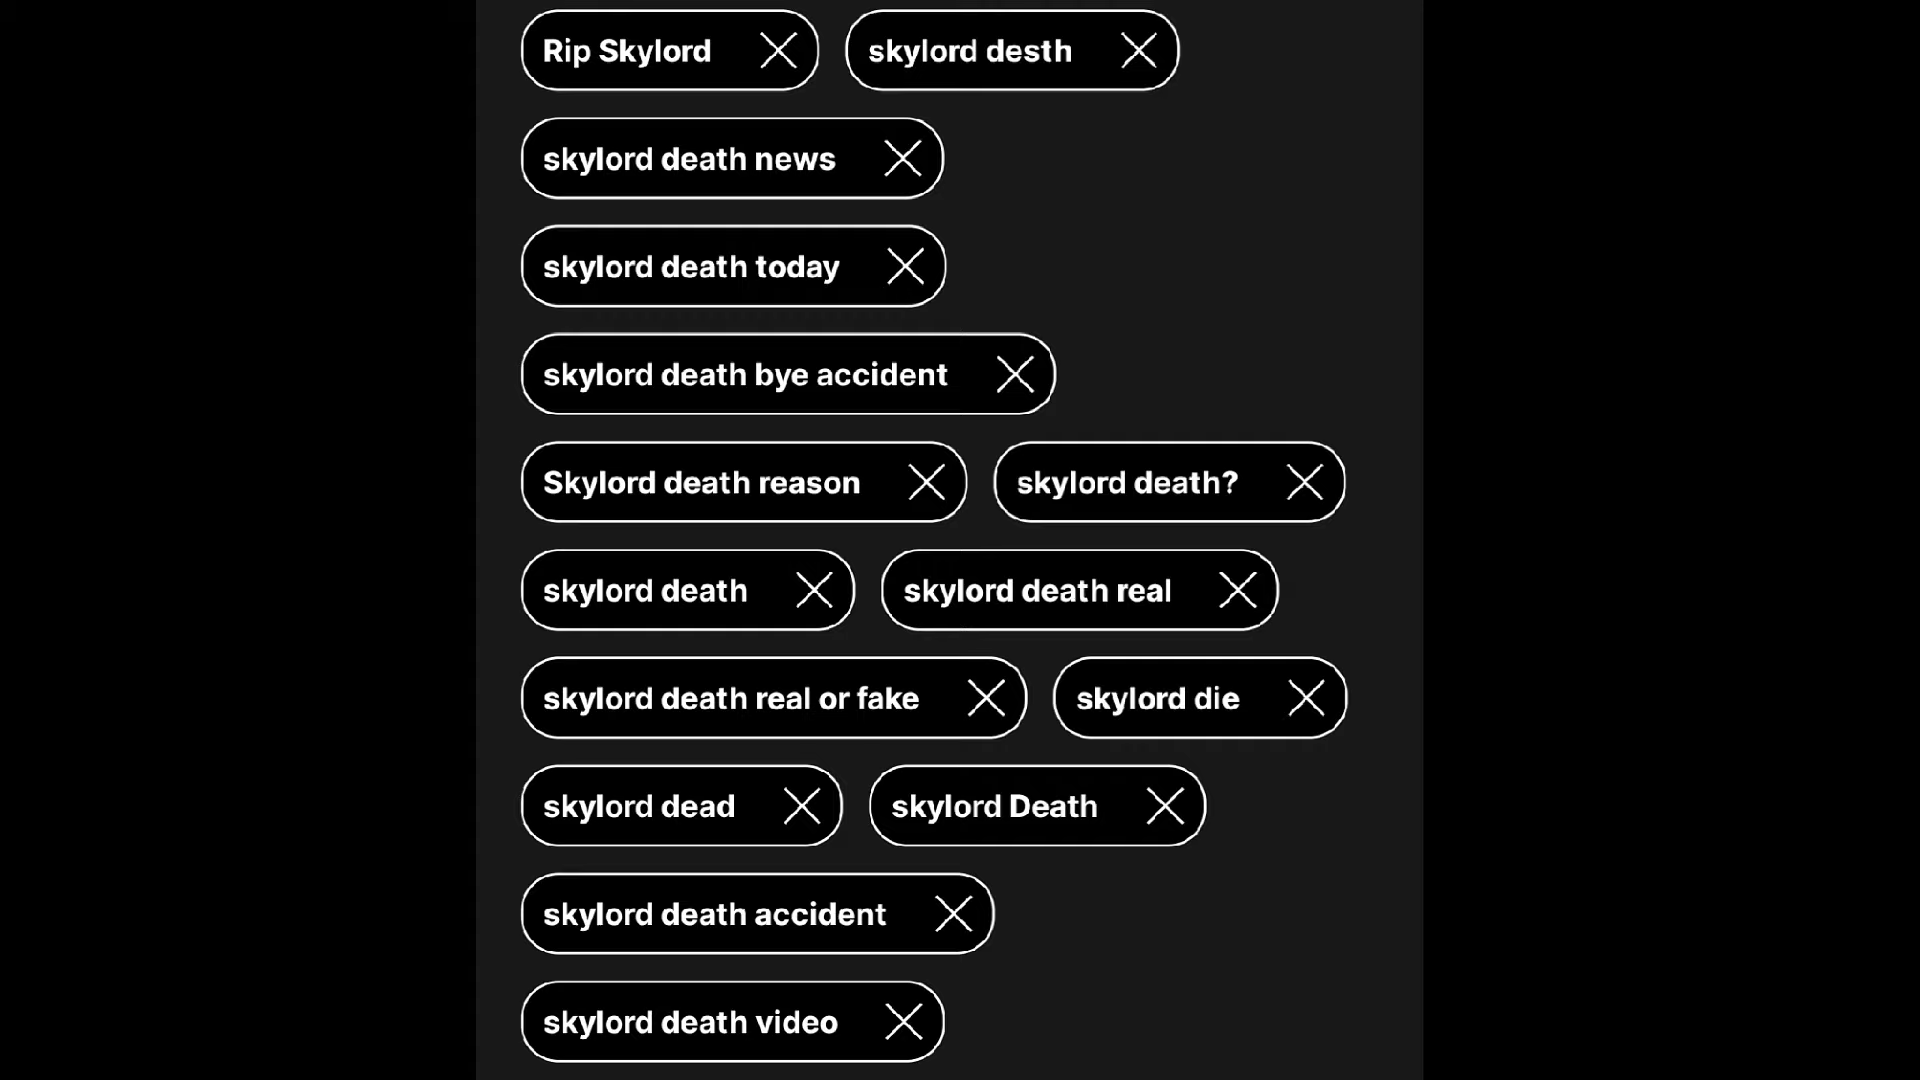 Rip Skylord skylord desth
skylord death news
skylord death today
skylord death bye accident
Skylord death reason skylord death?
skylord death skylord death real
skylord death real or fake skylord die
skylord dead skylord Death
skylord death accident
skylord death video